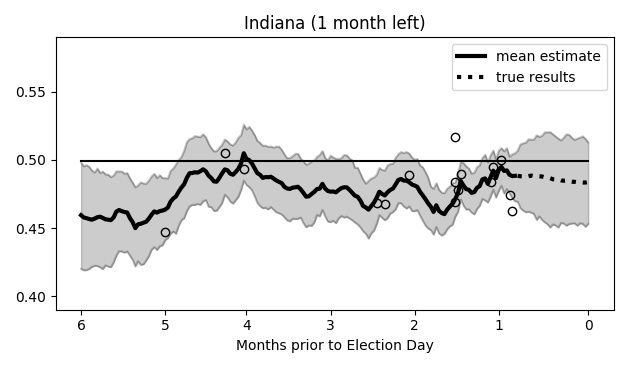 Indiana (1 month left)
mean estimate
true results
0.55
0.50
0.45
0.40
6 5 4 3 2 1 0
Months prior to Election Day